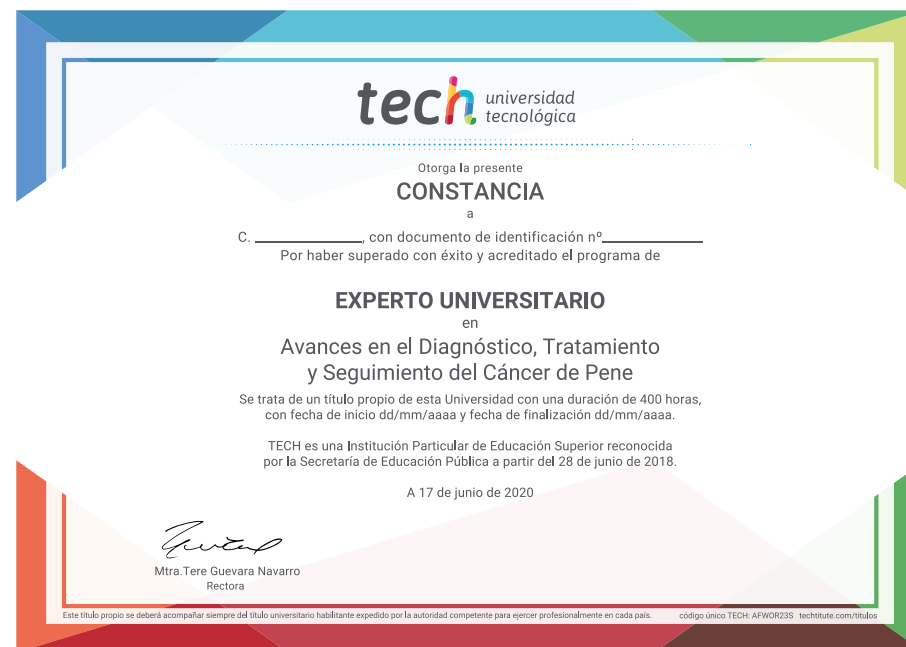 tech universidad
tecnológica
Otorga la presente
CONSTANCIA
a
C. ____________, con documento de identificación nº____________
Por haber superado con éxito y acreditado el programa de
EXPERTO UNIVERSITARIO
en
Avances en el Diagnóstico, Tratamiento
y Seguimiento del Cáncer de Pene
Se trata de un título propio de esta Universidad con una duración de 400 horas,
con fecha de inicio dd/mm/aaaa y fecha de finalización dd/mm/aaaa.
TECH es una Institución Particular de Educación Superior reconocida
por la Secretaría de Educación Pública a partir del 28 de junio de 2018.
A 17 de junio de 2020
Mtra.Tere Guevara Navarro
Rectora
Este título propio se deberá acompañar siempre del título universitario habilitante expedido por la autoridad competente para ejercer profesionalmente en cada país. código único TECH: AFWOR23S techtitute.com/titulos